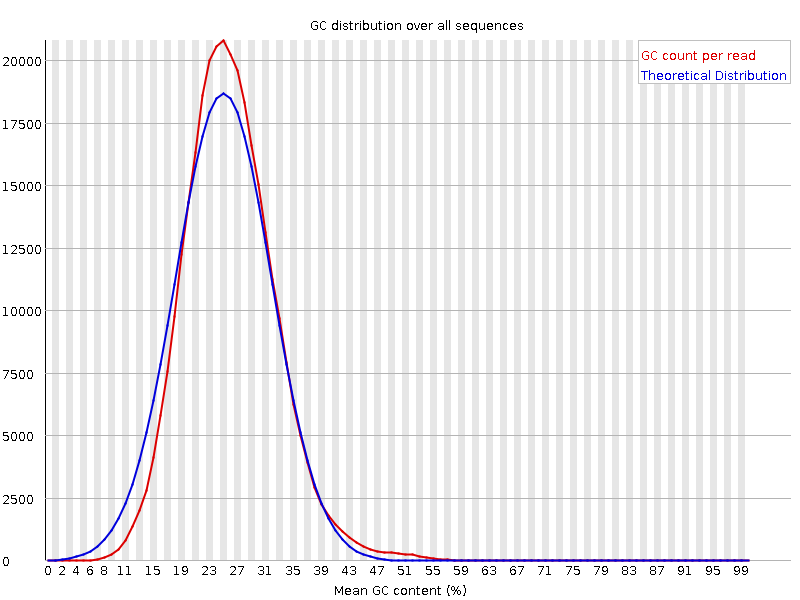 GC distribution over all sequences
GC count per read
Theoretical Distribution
20000
17500
15000
12500
10000
7500
5000
2500
0
0 2 4 6 8 11 15 19 23 27 31 35 39 43 47 51 55 59 63 67 71 75 79 83 87 91 95 99
Mean GC content (%)